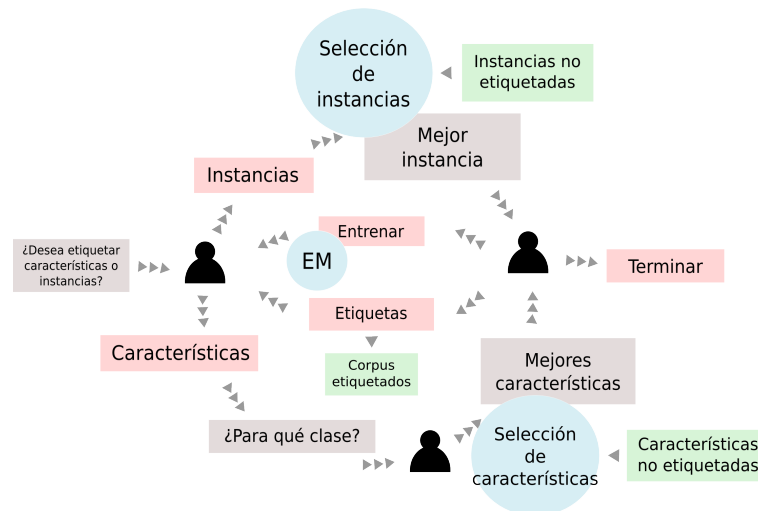 Selección
de
instancias
Instancias no
etiquetadas
Mejor
instancia
Instancias
Entrenar
¿Desea etiquetar
características o
instancias?
EM
Terminar
Etiquetas
Características
Corpus
etiquetados
Mejores
características
¿Para qué clase?
Selección
de
características
Características
no etiquetadas